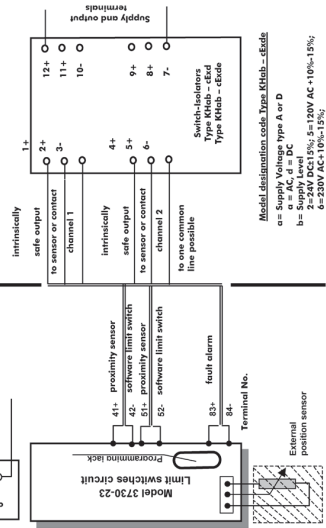 Supply and output
terminals
12+
11+
10-
9+
8+
7-
Switch-Isolators
Type KHab – cExd
Type KHab – cExde
1+
2+
3-
4+
5+
6-
intrinsically
safe output
to sensor or contact
channel 1
intrinsically
safe output
to sensor or contact
channel 2
to one common
line possible
Model designation code Type KHab – cExde
a= Supply Voltage type A or D
a = AC, d = DC
b= Supply Level
2=24V DC±15%; 5=120V AC +10%-15%;
6=230V AC+10%-15%;
41+
proximity sensor
42-
software limit switch
51+
proximity sensor
52-
software limit switch
83+
fault alarm
84-
Terminal No.
Programming jack
Model 3730-23
Limit switches circuit
External
position sensor